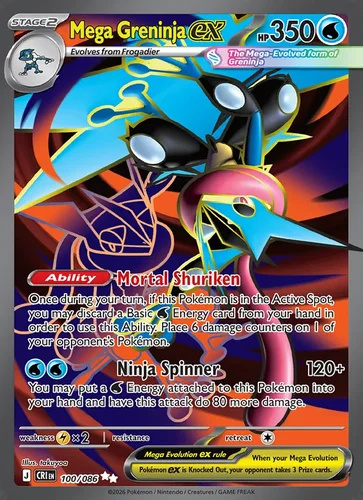 STAGE2 Mega Greninja ex HP350
Evolves from Frogadier
The Mega-Evolved form of
Greninja
Ability Mortal Shuriken
Once during your turn, if this Pokémon is in the Active Spot,
you may discard a Basic Energy card from your hand in
order to use this Ability. Place 6 damage counters on 1 of
your opponent's Pokémon.
Ninja Spinner 120+
You may put a Energy attached to this Pokémon into
your hand and have this attack do 80 more damage.
weakness ×2 resistance retreat
Mega Evolution ex rule When your Mega Evolution
Pokémon ex is Knocked Out, your opponent takes 3 Prize cards.
Illus. takuyoa
J CRI EN 100/086
©2026 Pokémon / Nintendo / Creatures / GAME FREAK